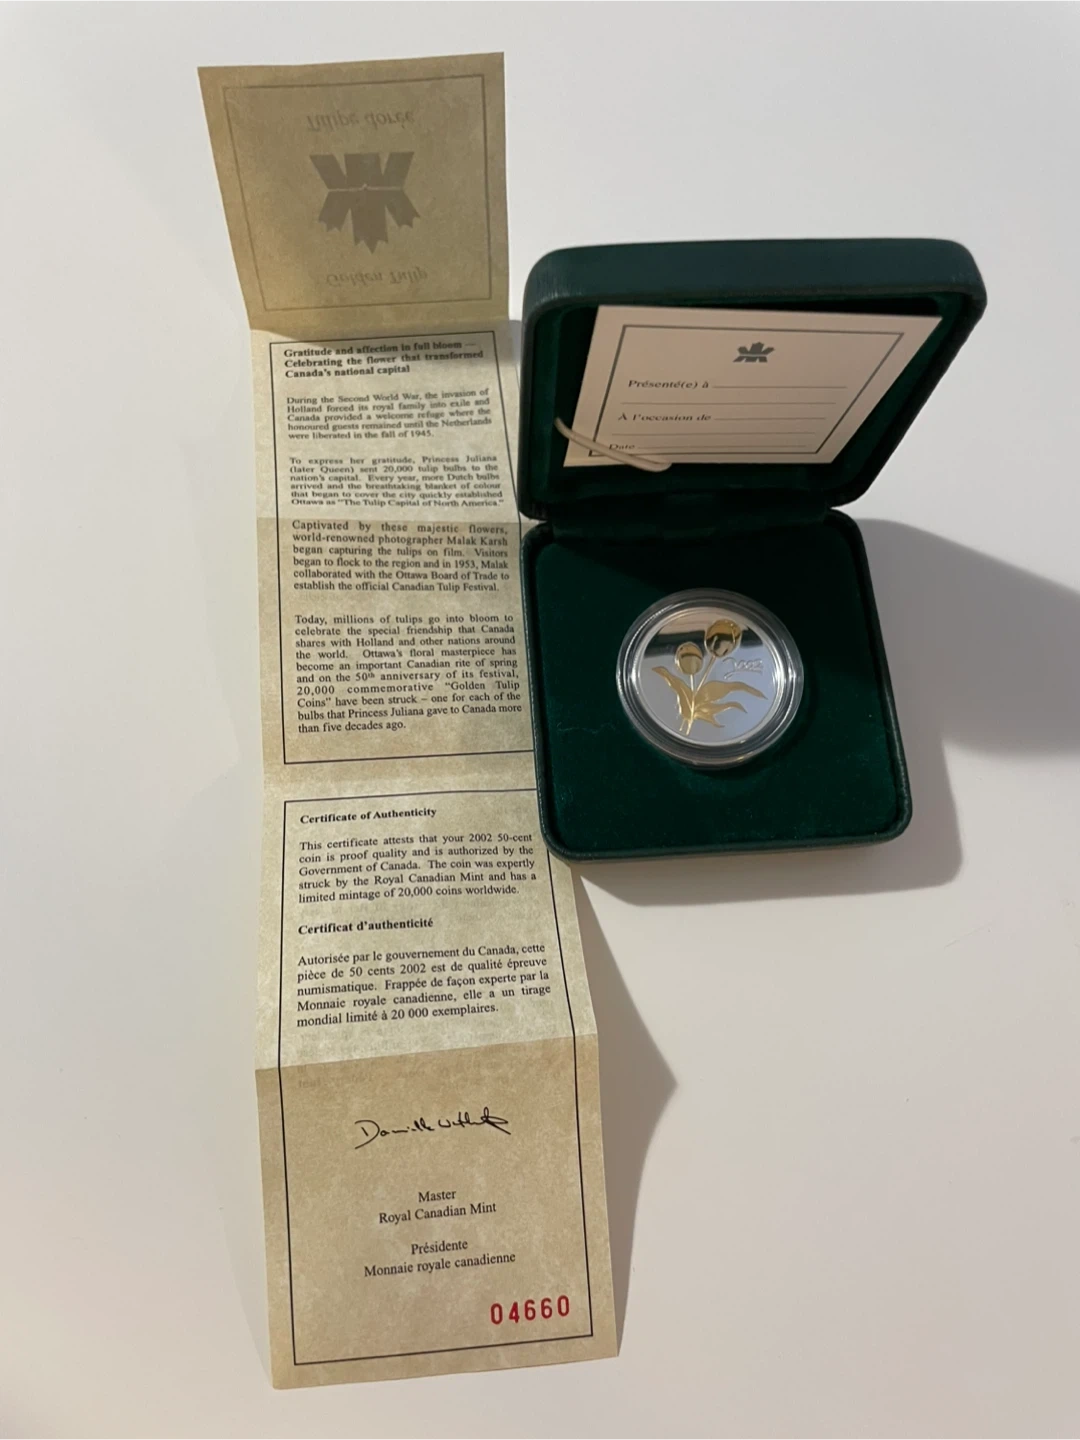 Tulipe dorée
Golden Tulip
Gratitude and affection in full bloom —
Celebrating the flower that transformed
Canada's national capital
During the Second World War, the invasion of
Holland forced its royal family into exile and
Canada provided a welcome refuge where the
honoured guests remained until the Netherlands
were liberated in the fall of 1945.
To express her gratitude, Princess Juliana
(later Queen) sent 20,000 tulip bulbs to the
nation's capital. Every year, more Dutch bulbs
arrived and the breathtaking blanket of colour
that began to cover the city quickly established
Ottawa as "The Tulip Capital of North America."
Captivated by these majestic flowers,
world-renowned photographer Malak Karsh
began capturing the tulips on film. Visitors
began to flock to the region and in 1953, Malak
collaborated with the Ottawa Board of Trade to
establish the official Canadian Tulip Festival.
Today, millions of tulips go into bloom to
celebrate the special friendship that Canada
shares with Holland and other nations around
the world. Ottawa's floral masterpiece has
become an important Canadian rite of spring
and on the 50th anniversary of its festival,
20,000 commemorative "Golden Tulip
Coins" have been struck – one for each of the
bulbs that Princess Juliana gave to Canada more
than five decades ago.
Certificate of Authenticity
This certificate attests that your 2002 50-cent
coin is proof quality and is authorized by the
Government of Canada. The coin was expertly
struck by the Royal Canadian Mint and has a
limited mintage of 20,000 coins worldwide.
Certificat d'authenticité
Autorisée par le gouvernement du Canada, cette
pièce de 50 cents 2002 est de qualité épreuve
numismatique. Frappée de façon experte par la
Monnaie royale canadienne, elle a un tirage
mondial limité à 20 000 exemplaires.
Master
Royal Canadian Mint
Présidente
Monnaie royale canadienne
04660
Présenté(e) à
À l'occasion de
Date
2002